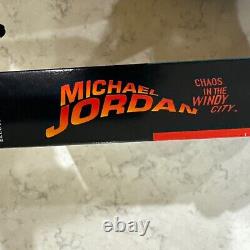 MICHAEL
JORDAN
CHAOS
IN THE
WINDY
CITY